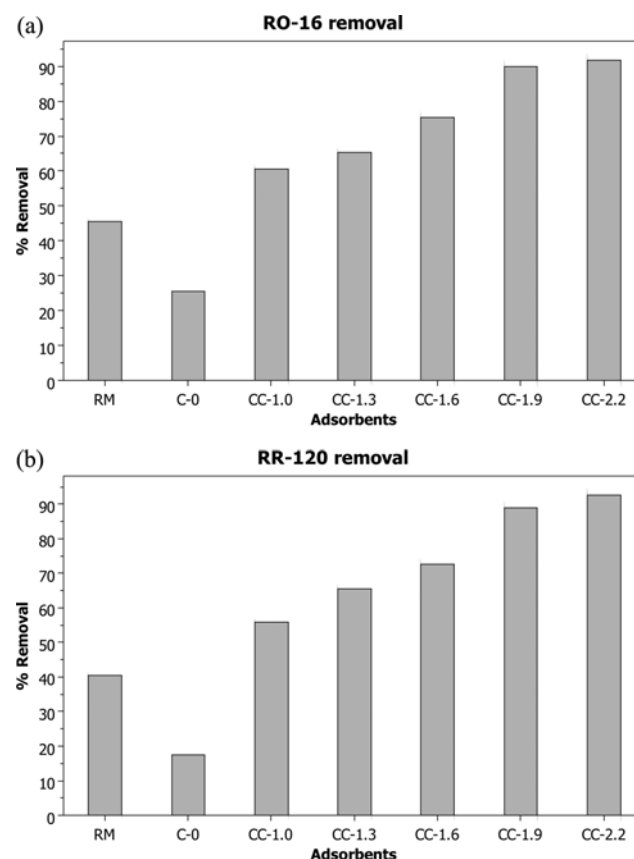 (a)
RO-16 removal
% Removal
90
80
70
60
50
40
30
20
10
0
RM C-0 CC-1.0 CC-1.3 CC-1.6 CC-1.9 CC-2.2
Adsorbents
(b)
RR-120 removal
% Removal
90
80
70
60
50
40
30
20
10
0
RM C-0 CC-1.0 CC-1.3 CC-1.6 CC-1.9 CC-2.2
Adsorbents